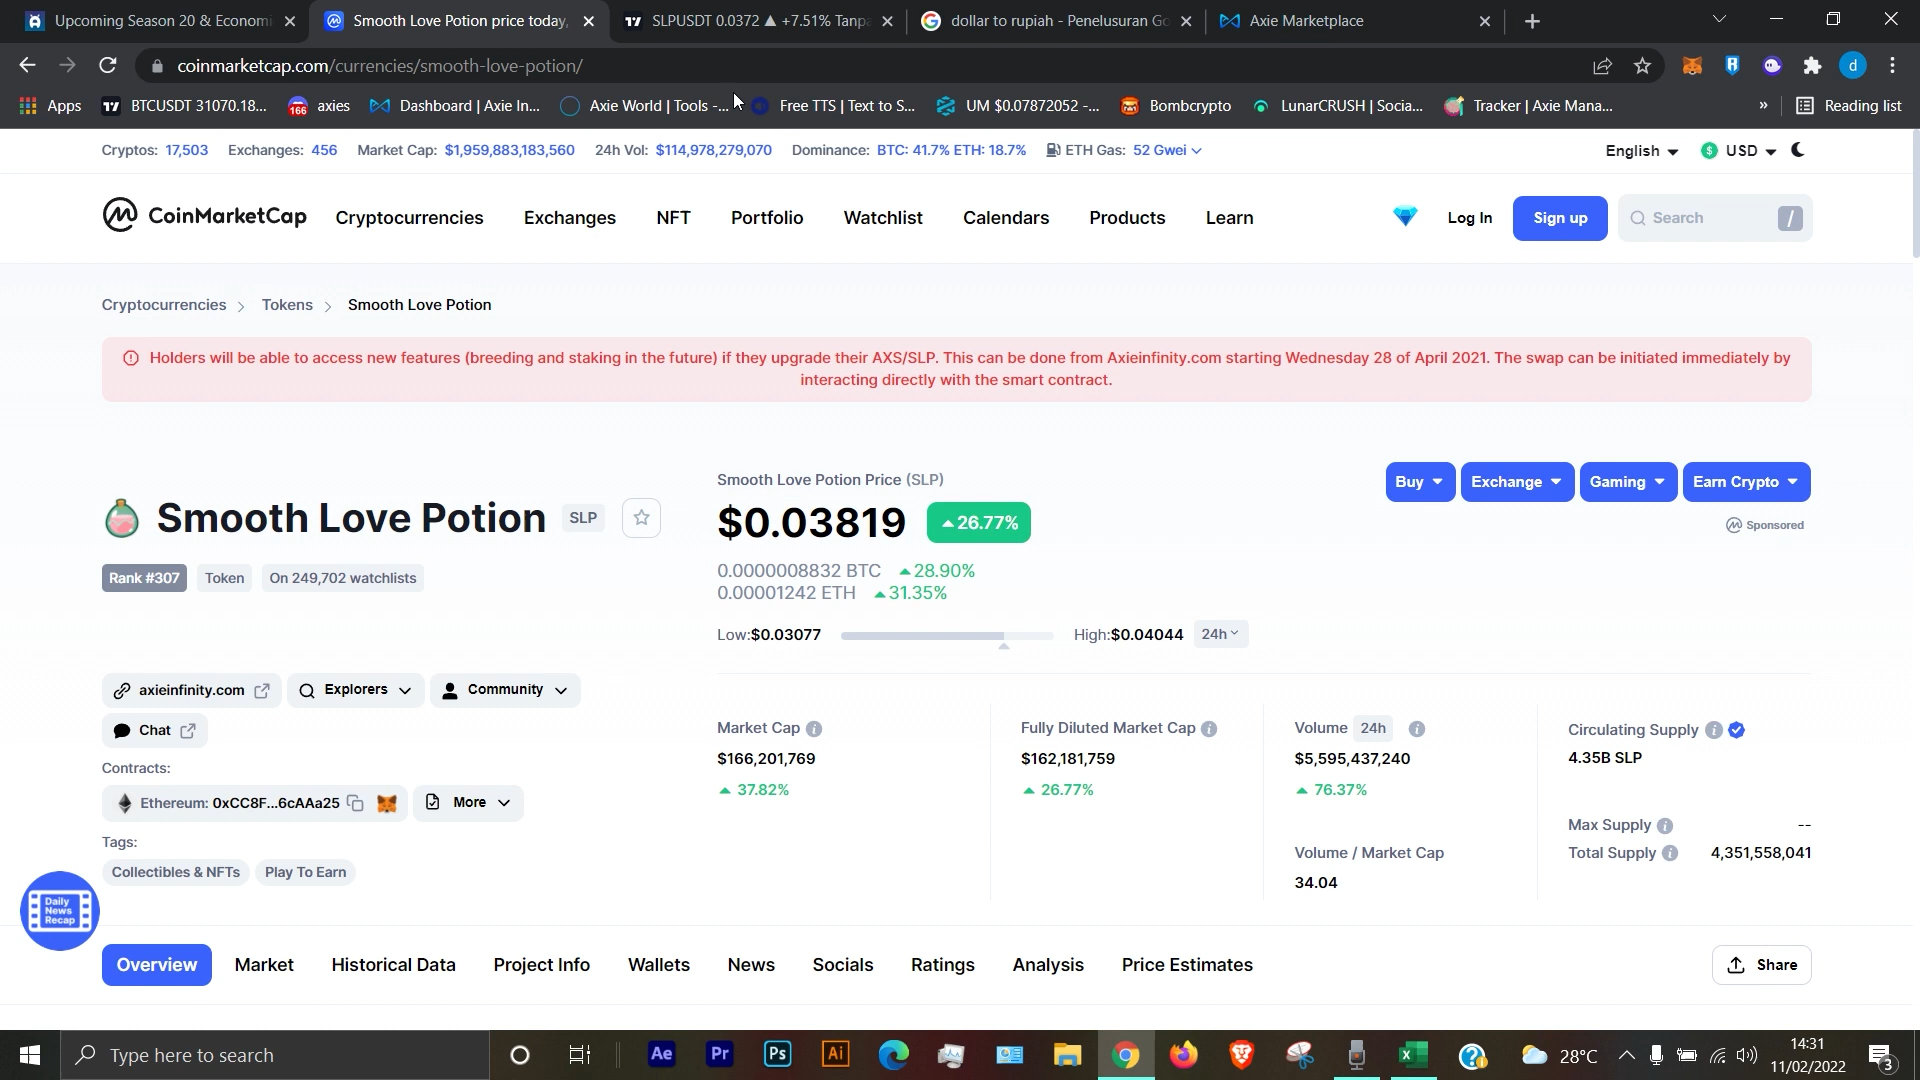 Upcoming Season 20 & Economi
Smooth Love Potion price today,
SLPUSDT 0.0372 ▲ +7.51% Tanpa
dollar to rupiah - Penelusuran Go
Axie Marketplace
coinmarketcap.com/currencies/smooth-love-potion/
d
Apps
BTCUSDT 31070.18...
166
axies
Dashboard | Axie In...
Axie World | Tools -...
Free TTS | Text to S...
UM $0.07872052 -...
Bombcrypto
LunarCRUSH | Socia...
Tracker | Axie Mana...
»
Reading list
Cryptos: 17,503 Exchanges: 456 Market Cap: $1,959,883,183,560 24h Vol: $114,978,279,070 Dominance: BTC: 41.7% ETH: 18.7% ETH Gas: 52 Gwei
English
USD
CoinMarketCap
Cryptocurrencies Exchanges NFT Portfolio Watchlist Calendars Products Learn
Log In
Sign up
Search /
Cryptocurrencies > Tokens > Smooth Love Potion
Holders will be able to access new features (breeding and staking in the future) if they upgrade their AXS/SLP. This can be done from Axieinfinity.com starting Wednesday 28 of April 2021. The swap can be initiated immediately by
interacting directly with the smart contract.
Smooth Love Potion SLP
Rank #307 Token On 249,702 watchlists
Smooth Love Potion Price (SLP)
$0.03819 26.77%
0.0000008832 BTC 28.90%
0.00001242 ETH 31.35%
Low:$0.03077 High:$0.04044 24h
Buy Exchange Gaming Earn Crypto
Sponsored
axieinfinity.com Explorers Community
Chat
Contracts:
Ethereum: 0xCC8F...6cAAa25 More
Tags:
Collectibles & NFTs Play To Earn
Market Cap
$166,201,769
37.82%
Fully Diluted Market Cap
$162,181,759
26.77%
Volume 24h
$5,595,437,240
76.37%
Volume / Market Cap
34.04
Circulating Supply
4.35B SLP
Max Supply --
Total Supply 4,351,558,041
Daily
News
Recap
Overview Market Historical Data Project Info Wallets News Socials Ratings Analysis Price Estimates
Share
Type here to search
Ae
Pr
Ps
Ai
28°C
14:31
11/02/2022
3